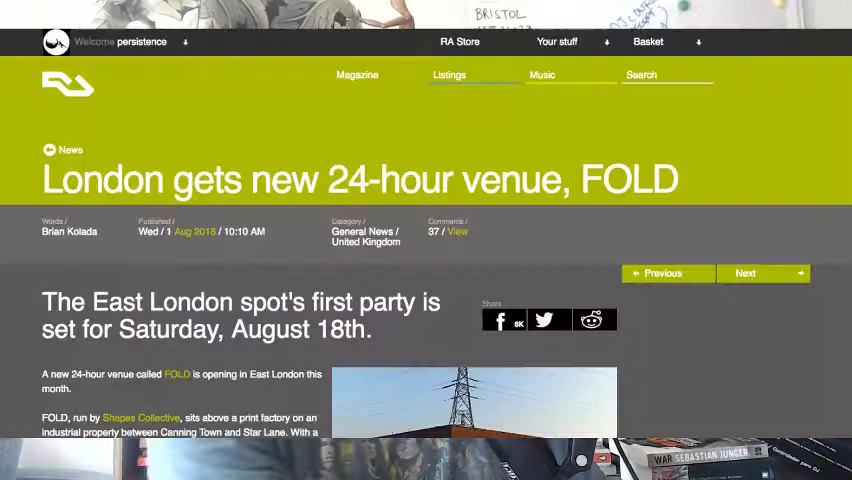 BRISTOL
Welcome persistence
RA Store
Your stuff
Basket
Magazine
Listings
Music
Search
News
London gets new 24-hour venue, FOLD
Words /
Brian Kolada
Published /
Wed / 1 Aug 2018 / 10:10 AM
Category /
General News /
United Kingdom
Comments /
37 / View
Previous
Next
The East London spot's first party is
set for Saturday, August 18th.
Share
6K
A new 24-hour venue called FOLD is opening in East London this
month.
FOLD, run by Shapes Collective, sits above a print factory on an
industrial property between Canning Town and Star Lane. With a
WAR SEBASTIAN JUNGER